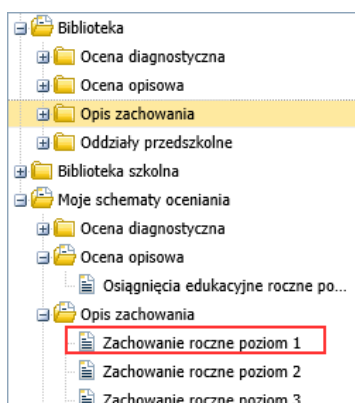 Biblioteka
Ocena diagnostyczna
Ocena opisowa
Opis zachowania
Oddziały przedszkolne
Biblioteka szkolna
Moje schematy oceniania
Ocena diagnostyczna
Ocena opisowa
Osiągnięcia edukacyjne roczne po...
Opis zachowania
Zachowanie roczne poziom 1
Zachowanie roczne poziom 2
Zachowanie roczne poziom 3